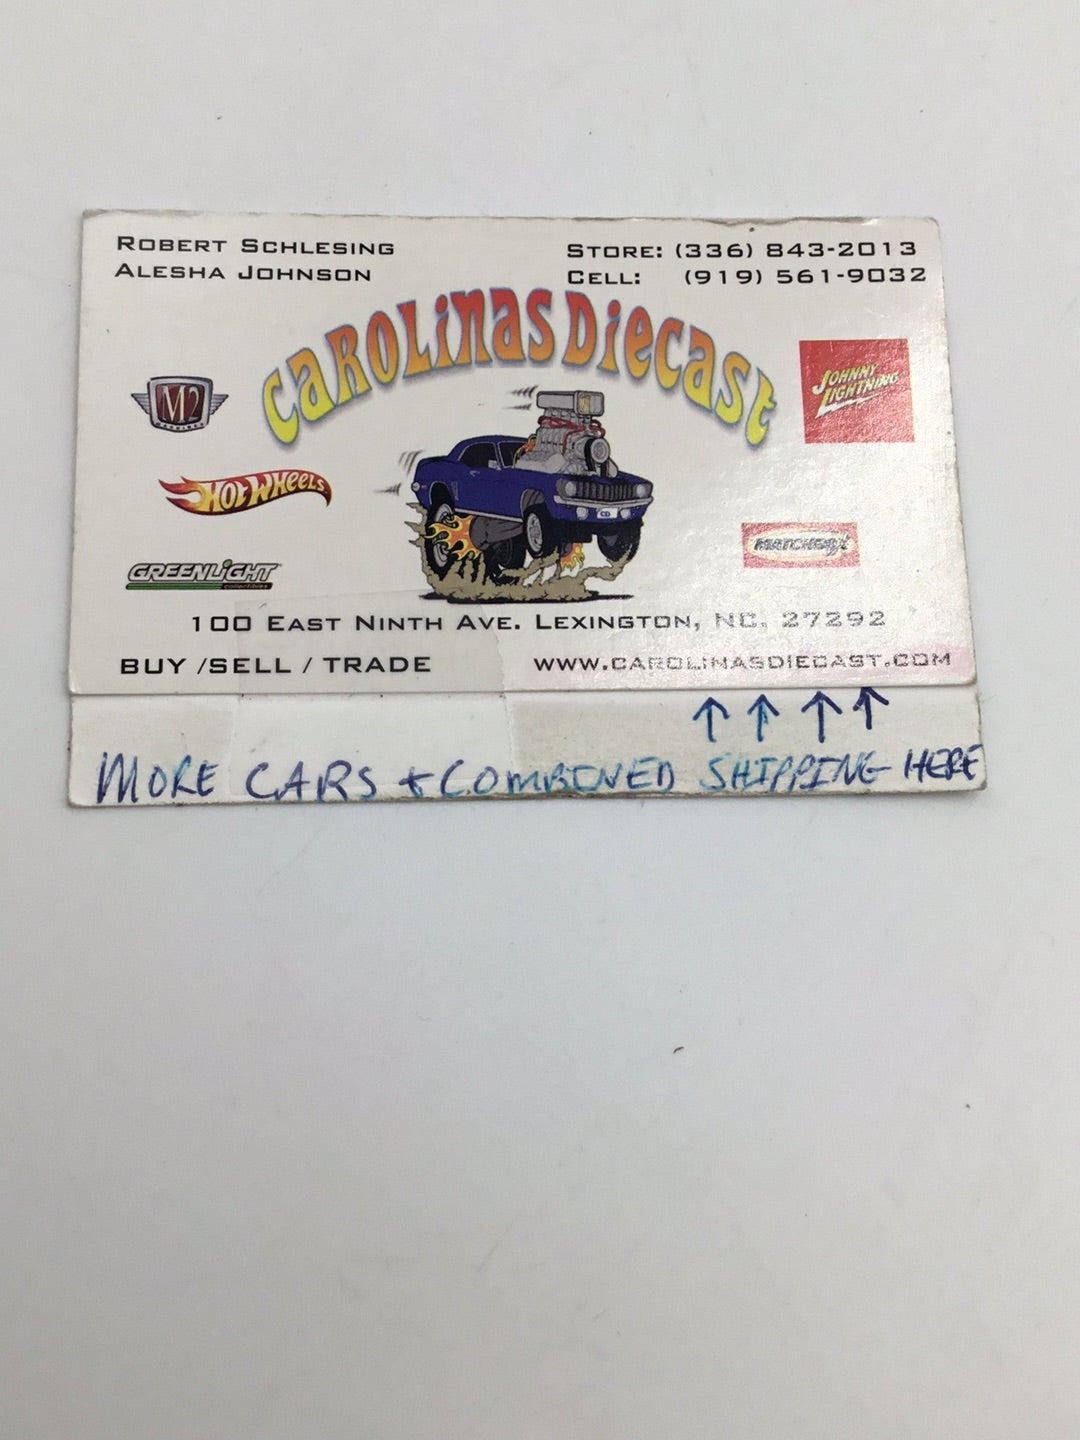 ROBERT SCHLESING
ALESHA JOHNSON
STORE: (336) 843-2013
CELL: (919) 561-9032
CAROLINAS DIECAST
M2
MACHINES
JOHNNY
LIGHTNING
HOT WHEELS
MATCHBOX
GREENLIGHT
collectibles
100 EAST NINTH AVE. LEXINGTON, NC. 27292
BUY /SELL / TRADE
WWW.CAROLINASDIECAST.COM
↑ ↑ ↑ ↑
MORE CARS + COMBINED SHIPPING HERE